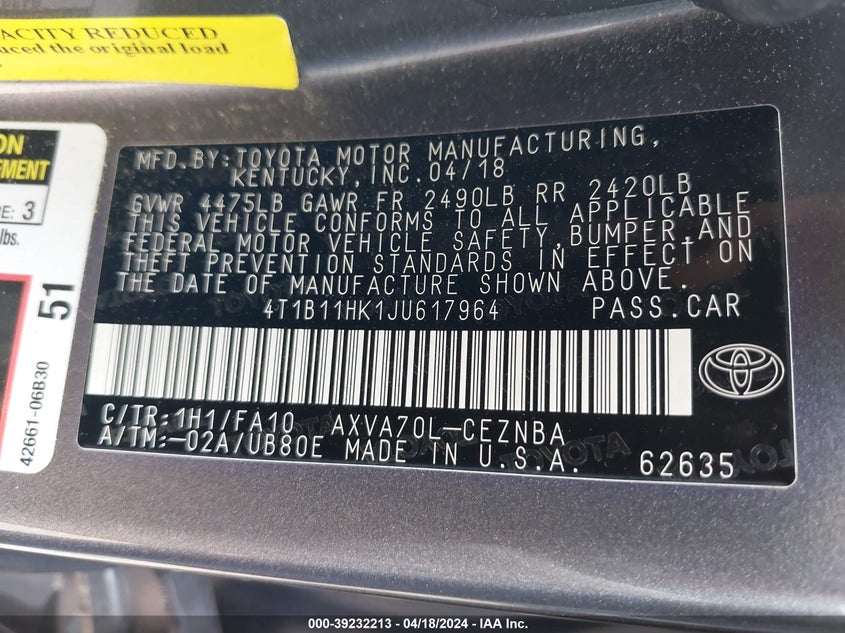 ACITY REDUCED
uced the original load
ON
EMENT
E: 3
lbs.
51
42661-06B30
MFD.BY:TOYOTA MOTOR MANUFACTURING,
KENTUCKY,INC.04/18
GVWR 4475LB GAWR FR 2490LB RR 2420LB
THIS VEHICLE CONFORMS TO ALL APPLICABLE
FEDERAL MOTOR VEHICLE SAFETY,BUMPER,AND
THEFT PREVENTION STANDARDS IN EFFECT ON
THE DATE OF MANUFACTURE SHOWN ABOVE.
4T1B11HK1JU617964 PASS.CAR
C/TR:1H1/FA10 AXVA70L-CEZNBA
A/TM:-02A/UB80E MADE IN U.S.A. 62635
000-39232213 - 04/18/2024 - IAA Inc.